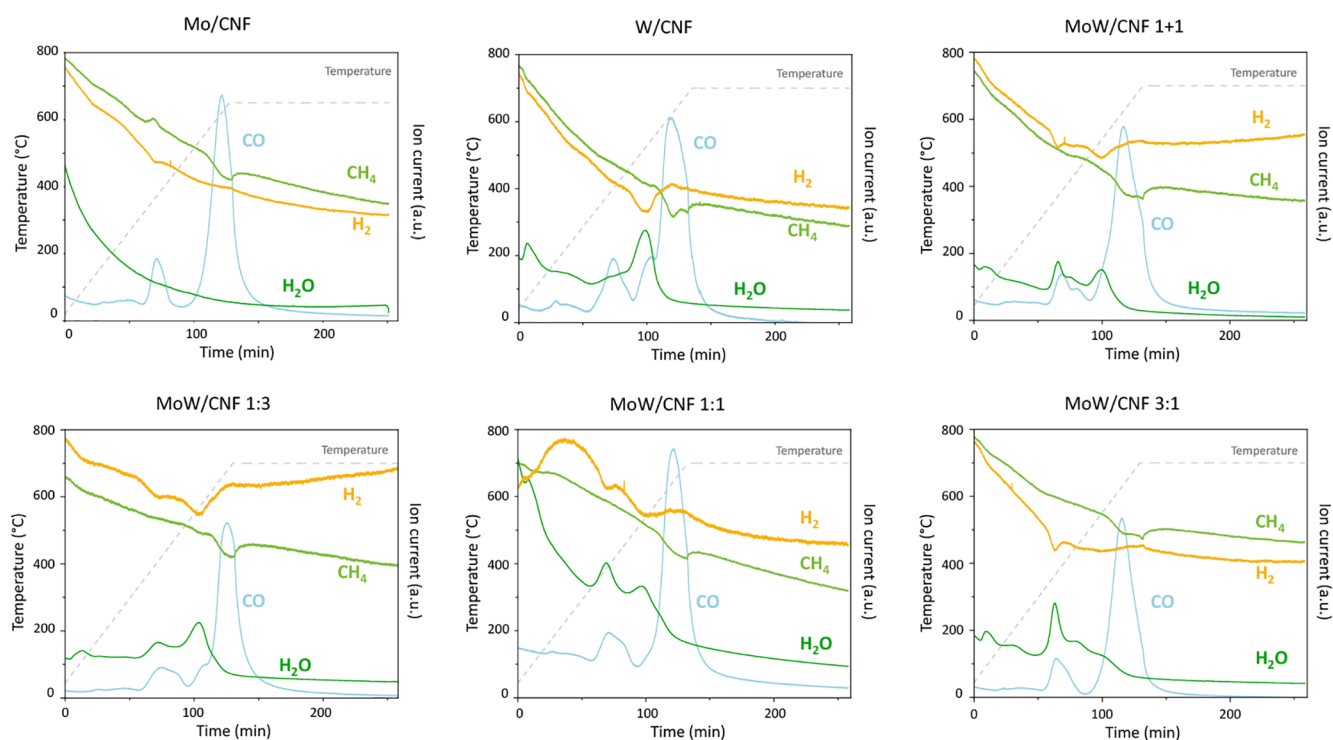 Mo/CNF
800
600
400
200
0
0
100
200
Temperature (°C)
Time (min)
Ion current (a.u.)
Temperature
CO
CH₄
H₂
H₂O
W/CNF
800
600
400
200
0
0
100
200
Temperature (°C)
Time (min)
Ion current (a.u.)
Temperature
CO
H₂
CH₄
H₂O
MoW/CNF 1+1
800
600
400
200
0
0
100
200
Temperature (°C)
Time (min)
Ion current (a.u.)
Temperature
H₂
CH₄
CO
H₂O
MoW/CNF 1:3
800
600
400
200
0
0
100
200
Temperature (°C)
Time (min)
Ion current (a.u.)
Temperature
H₂
CH₄
CO
H₂O
MoW/CNF 1:1
800
600
400
200
0
0
100
200
Temperature (°C)
Time (min)
Ion current (a.u.)
Temperature
H₂
CH₄
CO
H₂O
MoW/CNF 3:1
800
600
400
200
0
0
100
200
Temperature (°C)
Time (min)
Ion current (a.u.)
Temperature
CH₄
H₂
CO
H₂O